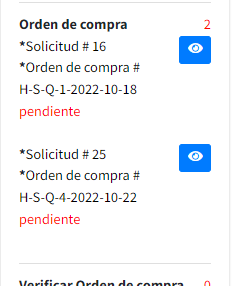 Orden de compra 2
*Solicitud # 16
*Orden de compra #
H-S-Q-1-2022-10-18
pendiente
*Solicitud # 25
*Orden de compra #
H-S-Q-4-2022-10-22
pendiente
Verificar Orden de compra 0